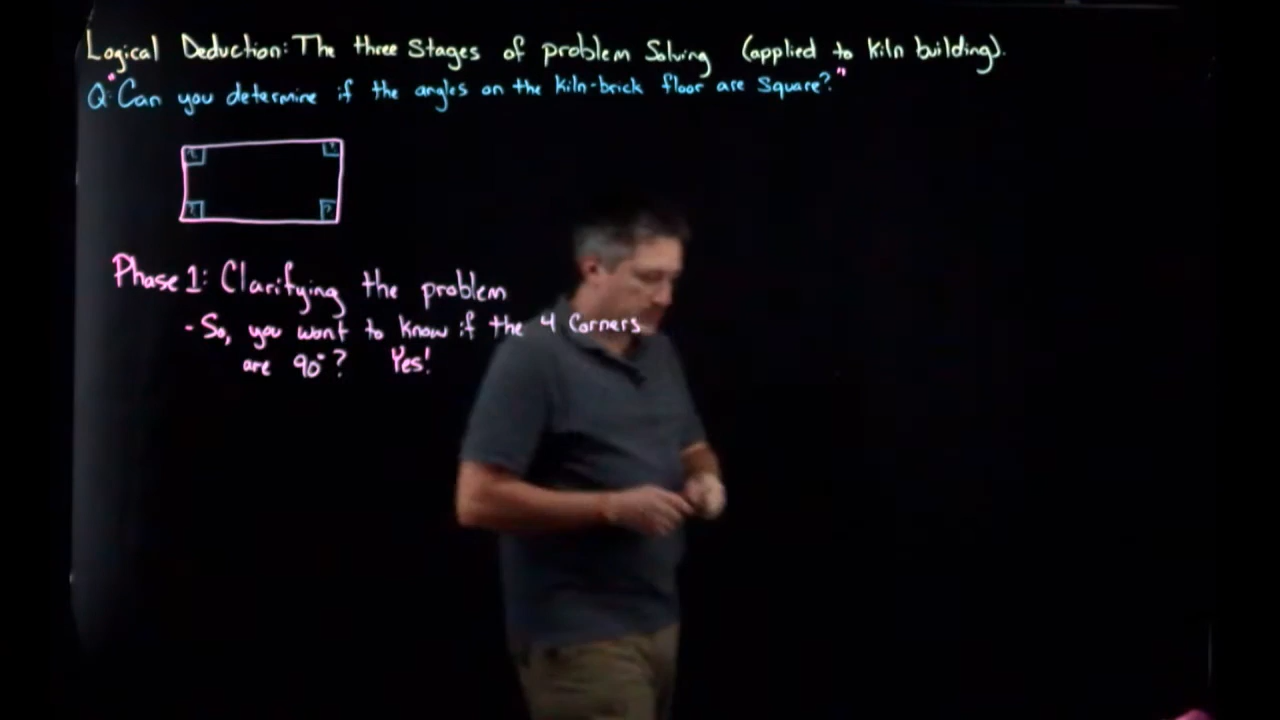 Logical Deduction: The three Stages of problem Solving (applied to kiln building).
Q: "Can you determine if the angles on the kiln-brick floor are Square?"
? ?
? ?
Phase 1: Clarifying the problem
- So, you want to know if the 4 Corners
are 90°? Yes!